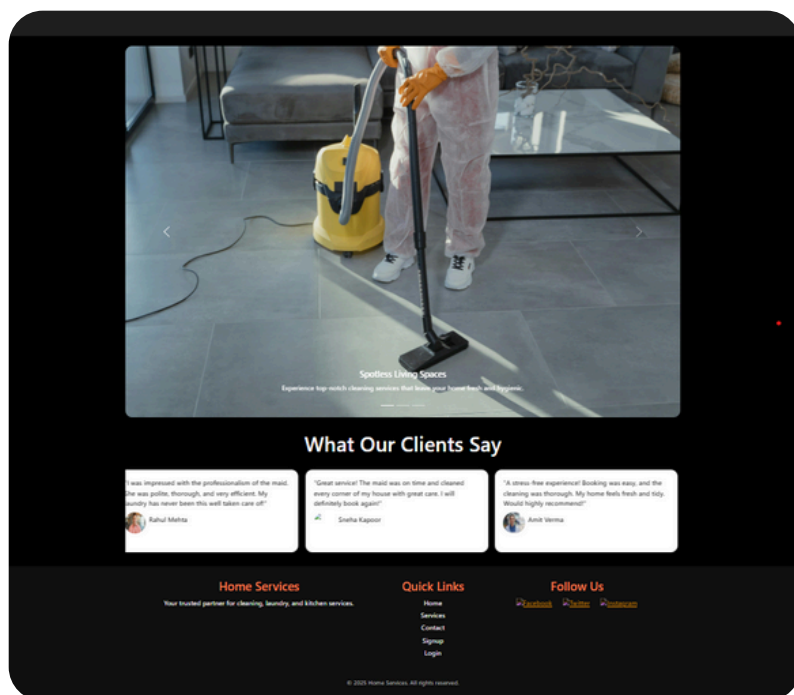 Spotless Living Spaces
Experience top-notch cleaning services that leave your home fresh and hygienic.
What Our Clients Say
"I was impressed with the professionalism of the maid.
She was polite, thorough, and very efficient. My
laundry has never been this well taken care of!"
Rahul Mehta
"Great service! The maid was on time and cleaned
every corner of my house with great care. I will
definitely book again!"
Sneha Kapoor
"A stress-free experience! Booking was easy, and the
cleaning was thorough. My home feels fresh and tidy.
Would highly recommend!"
Amit Verma
Home Services
Your trusted partner for cleaning, laundry, and kitchen services.
Quick Links
Home
Services
Contact
Signup
Login
Follow Us
Facebook Twitter Instagram
© 2025 Home Services. All rights reserved.